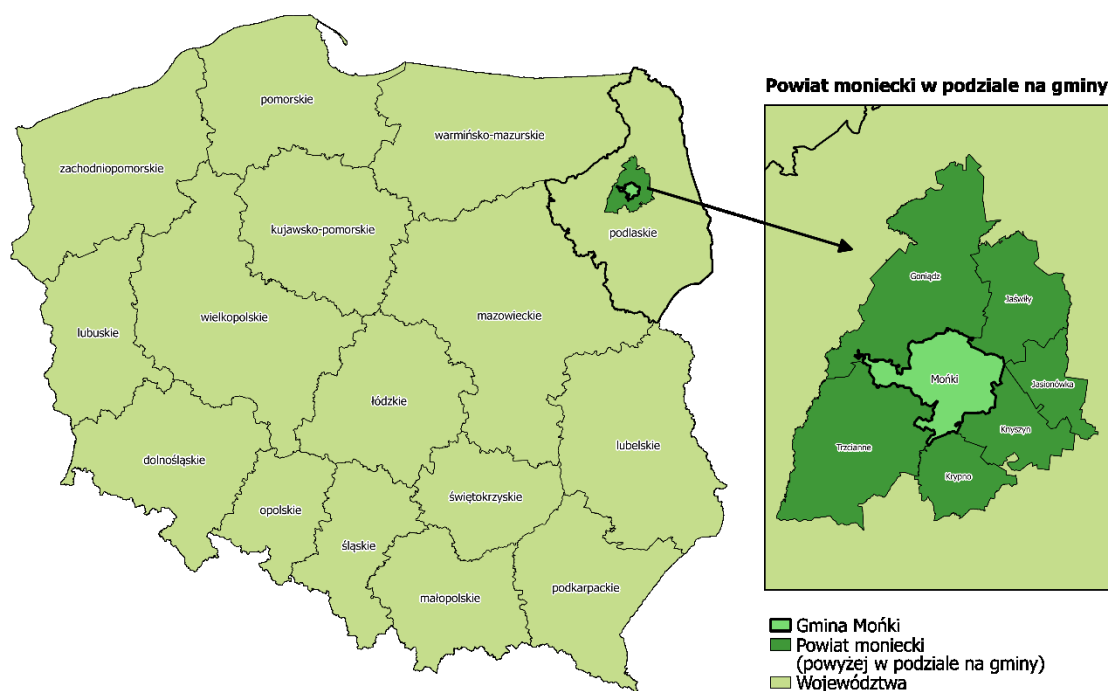 pomorskie
warmińsko-mazurskie
zachodniopomorskie
kujawsko-pomorskie
podlaskie
lubuskie
wielkopolskie
mazowieckie
łódzkie
lubelskie
dolnośląskie
opolskie
śląskie
świętokrzyskie
małopolskie
podkarpackie
Powiat moniecki w podziale na gminy
Goniądz
Jaświły
Mońki
Jasionówka
Knyszyn
Trzcianne
Krypno
Gmina Mońki
Powiat moniecki
(powyżej w podziale na gminy)
Województwa